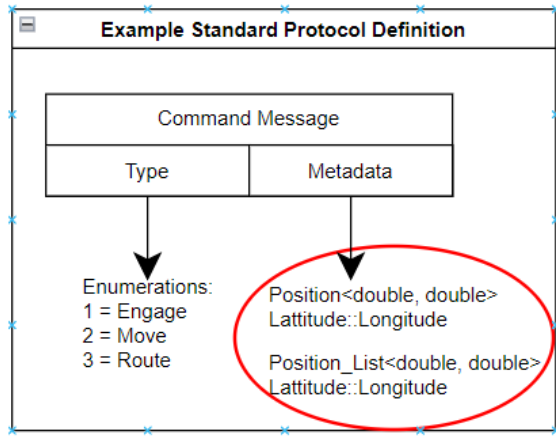 Example Standard Protocol Definition
Command Message
Type
Metadata
Enumerations:
1 = Engage
2 = Move
3 = Route
Position<double, double>
Lattitude::Longitude
Position_List<double, double>
Lattitude::Longitude